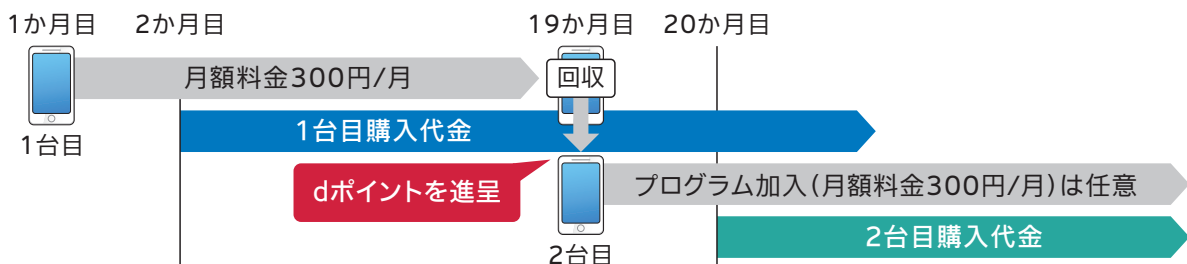 1か月目
2か月目
19か月目
20か月目
月額料金300円/月
回収
1台目
1台目購入代金
dポイントを進呈
プログラム加入(月額料金300円/月)は任意
2台目
2台目購入代金